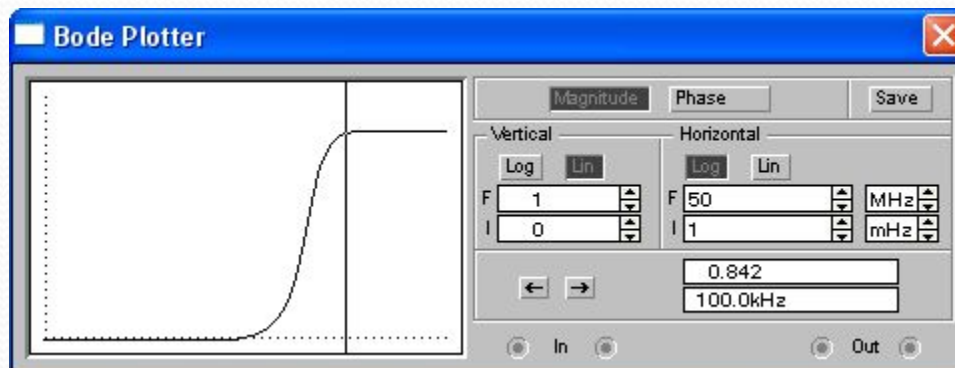 Bode Plotter
Magnitude Phase Save
Vertical Horizontal
Log Lin Log Lin
F 1 F 50 MHz
I 0 I 1 mHz
← → 0.842
100.0kHz
In Out